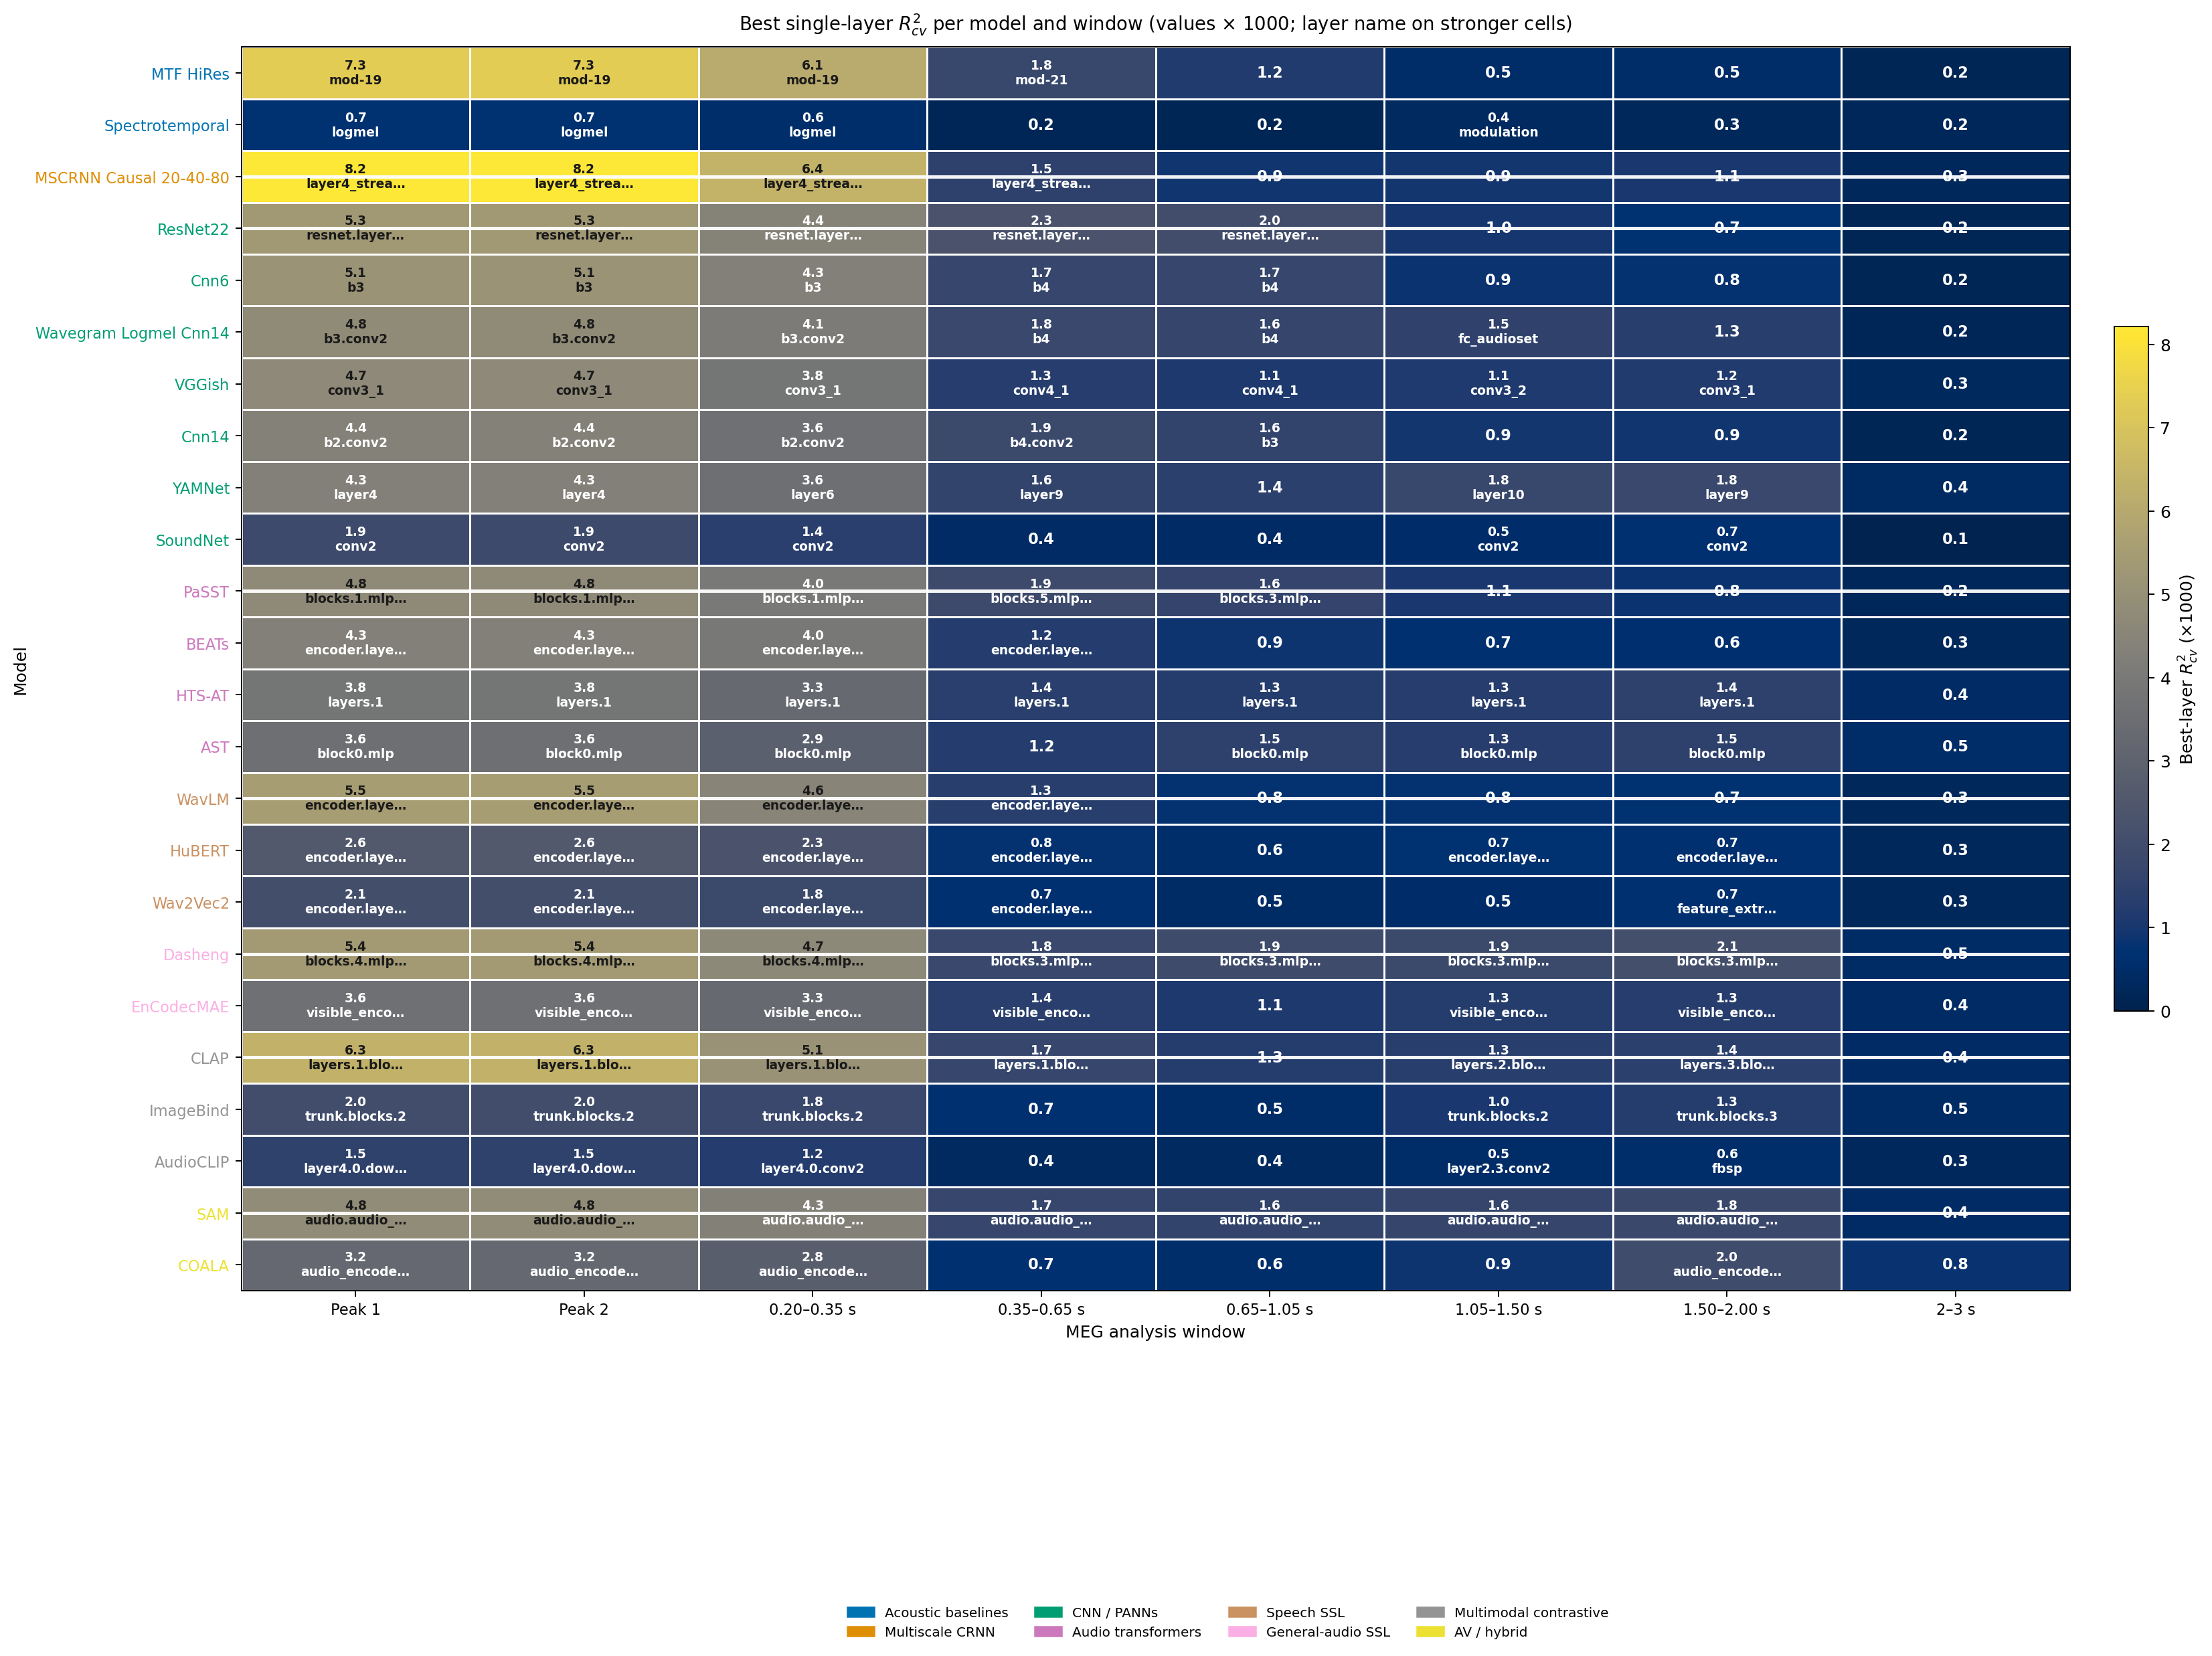 Best single-layer R²cv per model and window (values × 1000; layer name on stronger cells)
MTF HiRes
7.3 7.3 6.1 1.8 1.2 0.5 0.5 0.2
mod-19 mod-19 mod-19 mod-21
Spectrotemporal
0.7 0.7 0.6 0.2 0.2 0.4 0.3 0.2
logmel logmel logmel modulation
MSCRNN Causal 20-40-80
8.2 8.2 6.4 1.5 0.9 0.9 1.1 0.3
layer4_strea... layer4_strea... layer4_strea... layer4_strea...
ResNet22
5.3 5.3 4.4 2.3 2.0 1.0 0.7 0.2
resnet.layer... resnet.layer... resnet.layer... resnet.layer... resnet.layer...
Cnn6
5.1 5.1 4.3 1.7 1.7 0.9 0.8 0.2
b3 b3 b3 b4 b4
Wavegram Logmel Cnn14
4.8 4.8 4.1 1.8 1.6 1.5 1.3 0.2
b3.conv2 b3.conv2 b3.conv2 b4 b4 fc_audioset
VGGish
4.7 4.7 3.8 1.3 1.1 1.1 1.2 0.3
conv3_1 conv3_1 conv3_1 conv4_1 conv4_1 conv3_2 conv3_1
Cnn14
4.4 4.4 3.6 1.9 1.6 0.9 0.9 0.2
b2.conv2 b2.conv2 b2.conv2 b4.conv2 b3
YAMNet
4.3 4.3 3.6 1.6 1.4 1.8 1.8 0.4
layer4 layer4 layer6 layer9 layer10 layer9
SoundNet
1.9 1.9 1.4 0.4 0.4 0.5 0.7 0.1
conv2 conv2 conv2 conv2 conv2
PaSST
4.8 4.8 4.0 1.9 1.6 1.1 0.8 0.2
blocks.1.mlp... blocks.1.mlp... blocks.1.mlp... blocks.5.mlp... blocks.3.mlp...
BEATs
4.3 4.3 4.0 1.2 0.9 0.7 0.6 0.3
encoder.laye... encoder.laye... encoder.laye... encoder.laye...
HTS-AT
3.8 3.8 3.3 1.4 1.3 1.3 1.4 0.4
layers.1 layers.1 layers.1 layers.1 layers.1 layers.1 layers.1
AST
3.6 3.6 2.9 1.2 1.5 1.3 1.5 0.5
block0.mlp block0.mlp block0.mlp block0.mlp block0.mlp block0.mlp
WavLM
5.5 5.5 4.6 1.3 0.8 0.8 0.7 0.3
encoder.laye... encoder.laye... encoder.laye... encoder.laye...
HuBERT
2.6 2.6 2.3 0.8 0.6 0.7 0.7 0.3
encoder.laye... encoder.laye... encoder.laye... encoder.laye... encoder.laye... encoder.laye...
Wav2Vec2
2.1 2.1 1.8 0.7 0.5 0.5 0.7 0.3
encoder.laye... encoder.laye... encoder.laye... encoder.laye... feature_extr...
Dasheng
5.4 5.4 4.7 1.8 1.9 1.9 2.1 0.5
blocks.4.mlp... blocks.4.mlp... blocks.4.mlp... blocks.3.mlp... blocks.3.mlp... blocks.3.mlp... blocks.3.mlp...
EnCodecMAE
3.6 3.6 3.3 1.4 1.1 1.3 1.3 0.4
visible_enco... visible_enco... visible_enco... visible_enco... visible_enco... visible_enco...
CLAP
6.3 6.3 5.1 1.7 1.3 1.3 1.4 0.4
layers.1.blo... layers.1.blo... layers.1.blo... layers.1.blo... layers.2.blo... layers.3.blo...
ImageBind
2.0 2.0 1.8 0.7 0.5 1.0 1.3 0.5
trunk.blocks.2 trunk.blocks.2 trunk.blocks.2 trunk.blocks.2 trunk.blocks.3
AudioCLIP
1.5 1.5 1.2 0.4 0.4 0.5 0.6 0.3
layer4.0.dow... layer4.0.dow... layer4.0.conv2 layer2.3.conv2 fbsp
SAM
4.8 4.8 4.3 1.7 1.6 1.6 1.8 0.4
audio.audio_... audio.audio_... audio.audio_... audio.audio_... audio.audio_... audio.audio_... audio.audio_...
COALA
3.2 3.2 2.8 0.7 0.6 0.9 2.0 0.8
audio_encode... audio_encode... audio_encode... audio_encode...
Model
Peak 1 Peak 2 0.20–0.35 s 0.35–0.65 s 0.65–1.05 s 1.05–1.50 s 1.50–2.00 s 2–3 s
MEG analysis window
8
7
6
5
4
3
2
1
0
Best-layer R²cv (×1000)
Acoustic baselines CNN / PANNs Speech SSL Multimodal contrastive
Multiscale CRNN Audio transformers General-audio SSL AV / hybrid